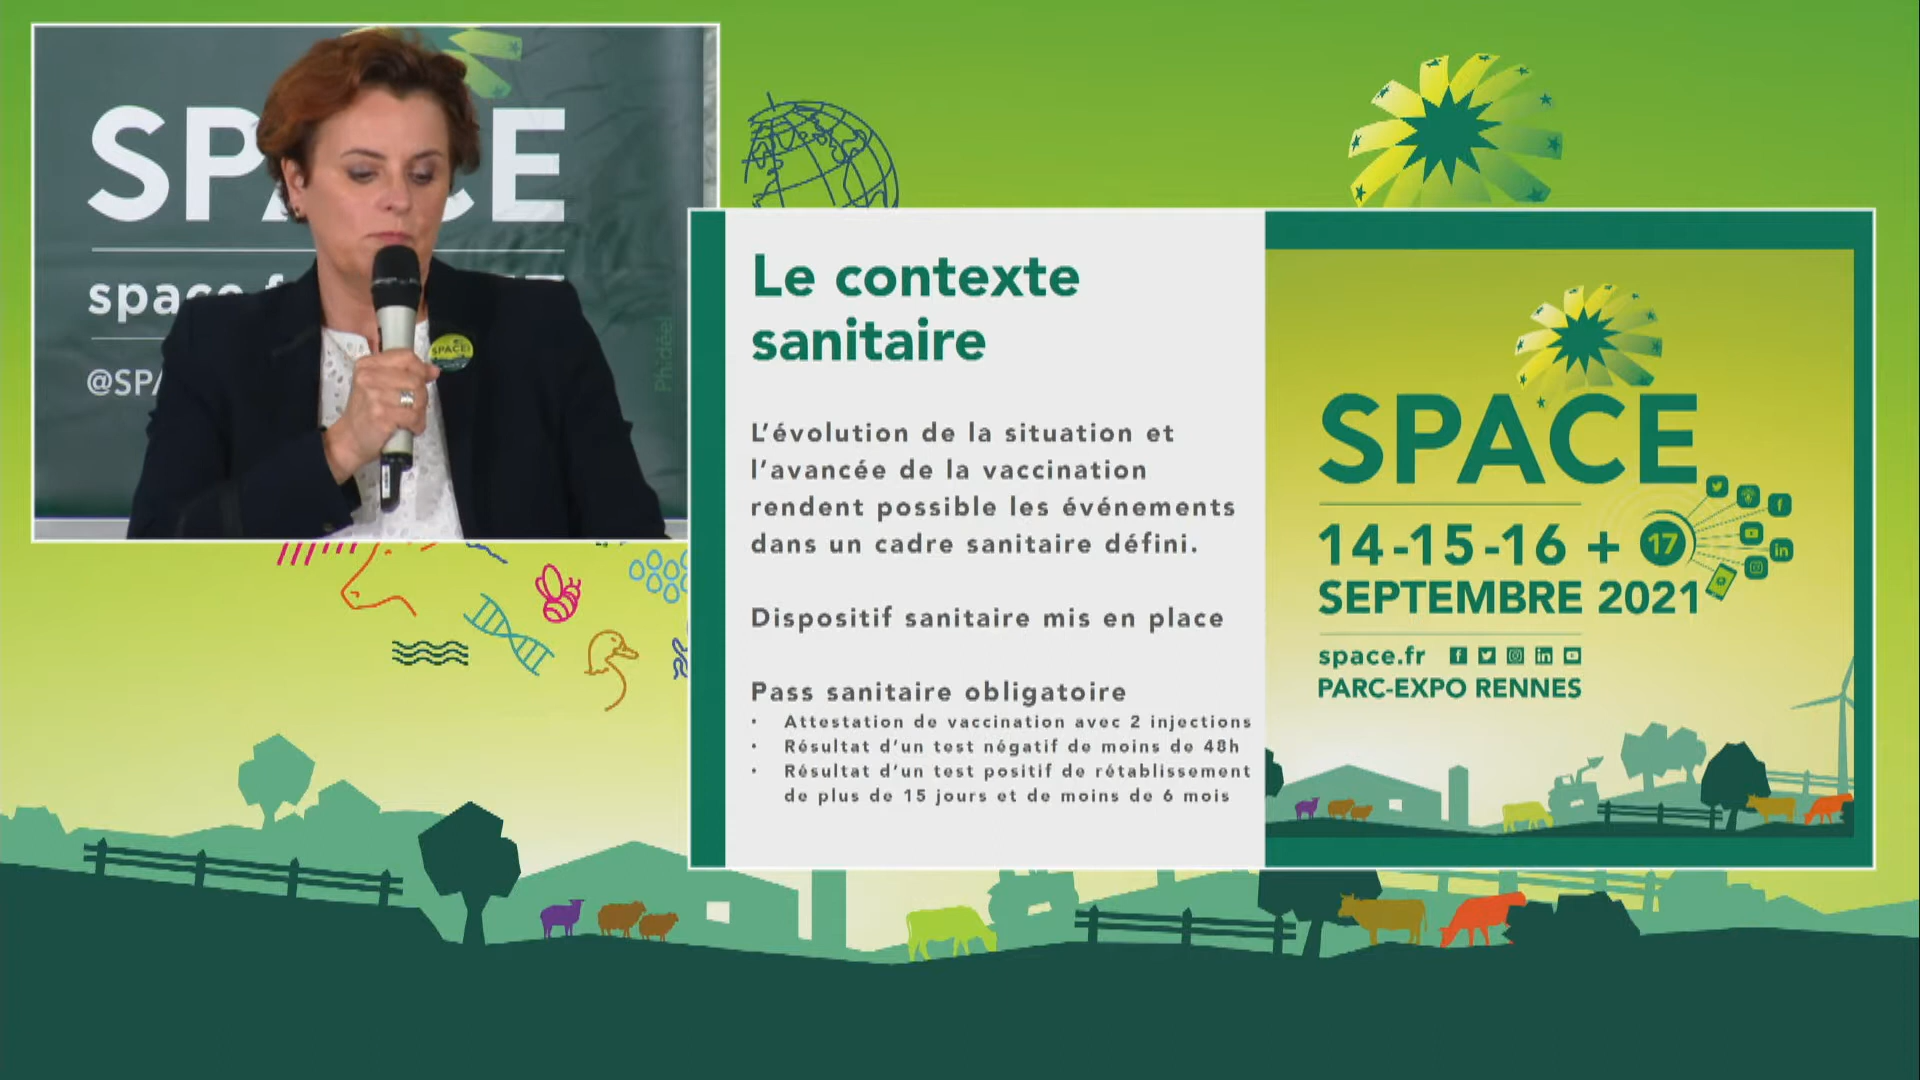 SPACE
space.f
@SPA
Phidéel
SPACE
Le contexte
sanitaire
L'évolution de la situation et
l'avancée de la vaccination
rendent possible les événements
dans un cadre sanitaire défini.
Dispositif sanitaire mis en place
Pass sanitaire obligatoire
• Attestation de vaccination avec 2 injections
• Résultat d'un test négatif de moins de 48h
• Résultat d'un test positif de rétablissement
de plus de 15 jours et de moins de 6 mois
SPACE
14-15-16 + 17
SEPTEMBRE 2021
space.fr
PARC-EXPO RENNES